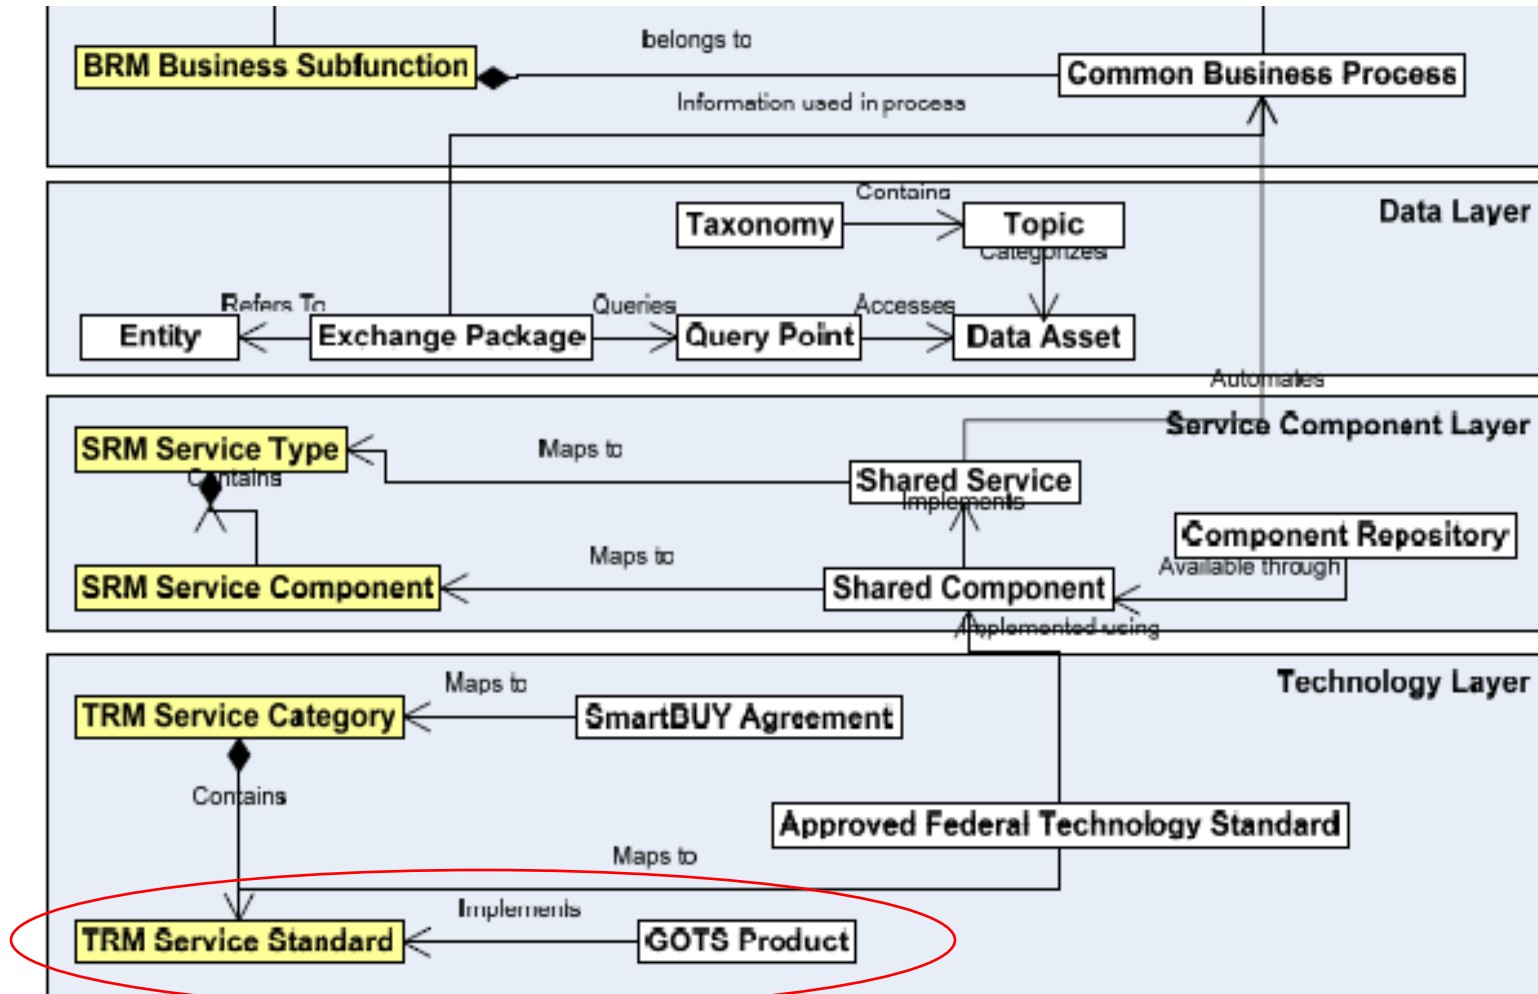 belongs to
BRM Business Subfunction
Common Business Process
Information used in process
Contains
Data Layer
Taxonomy
Topic
Categorizes
Refers To
Queries
Accesses
Entity
Exchange Package
Query Point
Data Asset
Automates
Service Component Layer
SRM Service Type
Maps to
Contains
Shared Service
Implements
Component Repository
Maps to
Available through
SRM Service Component
Shared Component
Implemented using
Technology Layer
Maps to
TRM Service Category
SmartBUY Agreement
Contains
Approved Federal Technology Standard
Maps to
Implements
TRM Service Standard
GOTS Product